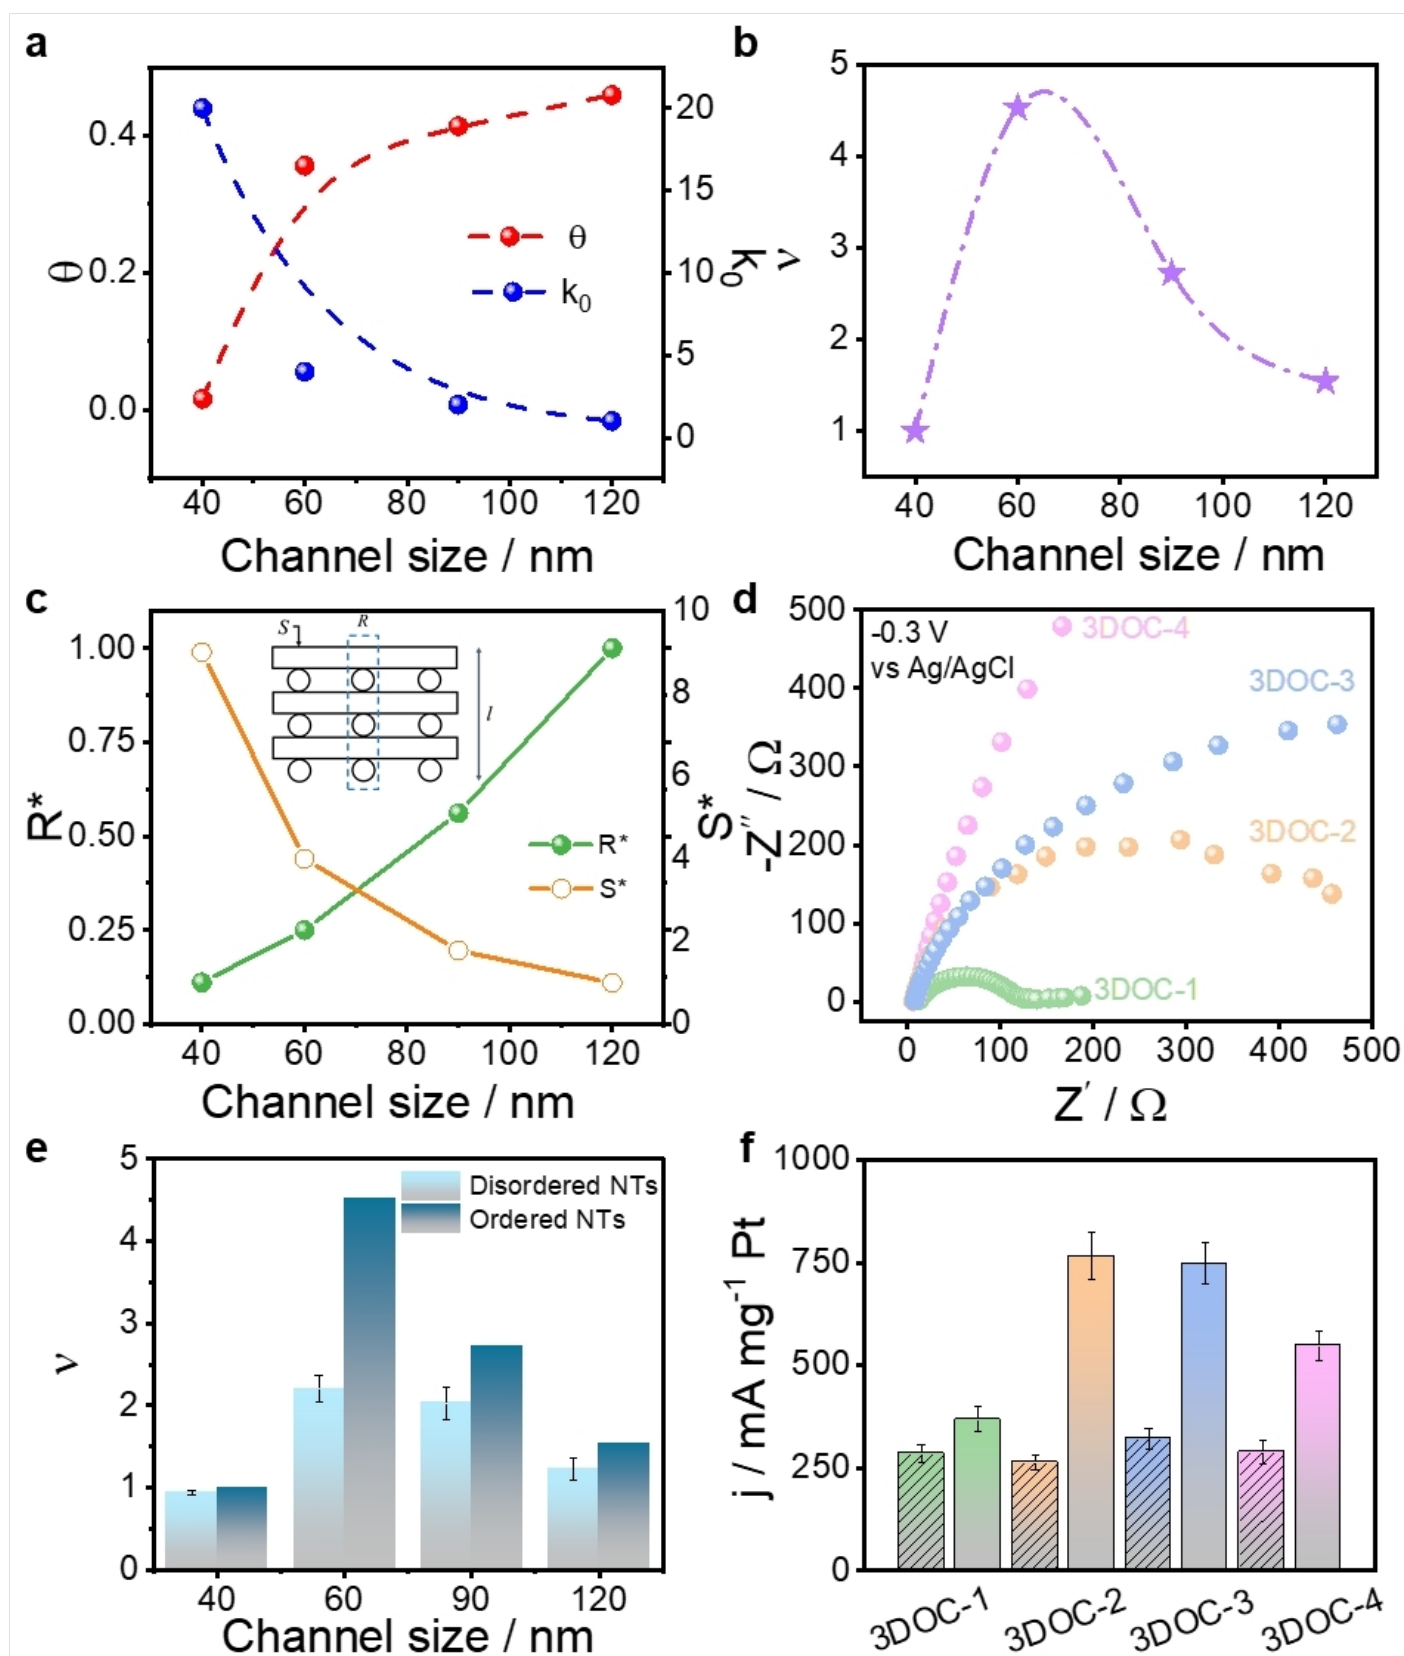 a
0.4
0.2
0.0
θ
20
15
10
5
0
k0
θ
k0
40 60 80 100 120
Channel size / nm
b
5
4
3
2
1
ν
40 60 80 100 120
Channel size / nm
c
1.00
0.75
0.50
0.25
0.00
R*
10
8
6
4
2
0
S*
S
R
l
R*
S*
40 60 80 100 120
Channel size / nm
d
500
400
300
200
100
0
-Z″ / Ω
-0.3 V
vs Ag/AgCl
3DOC-4
3DOC-3
3DOC-2
3DOC-1
0 100 200 300 400 500
Z′ / Ω
e
5
4
3
2
1
0
ν
Disordered NTs
Ordered NTs
40 60 90 120
Channel size / nm
f
1000
750
500
250
0
j / mA mg-1 Pt
3DOC-1 3DOC-2 3DOC-3 3DOC-4